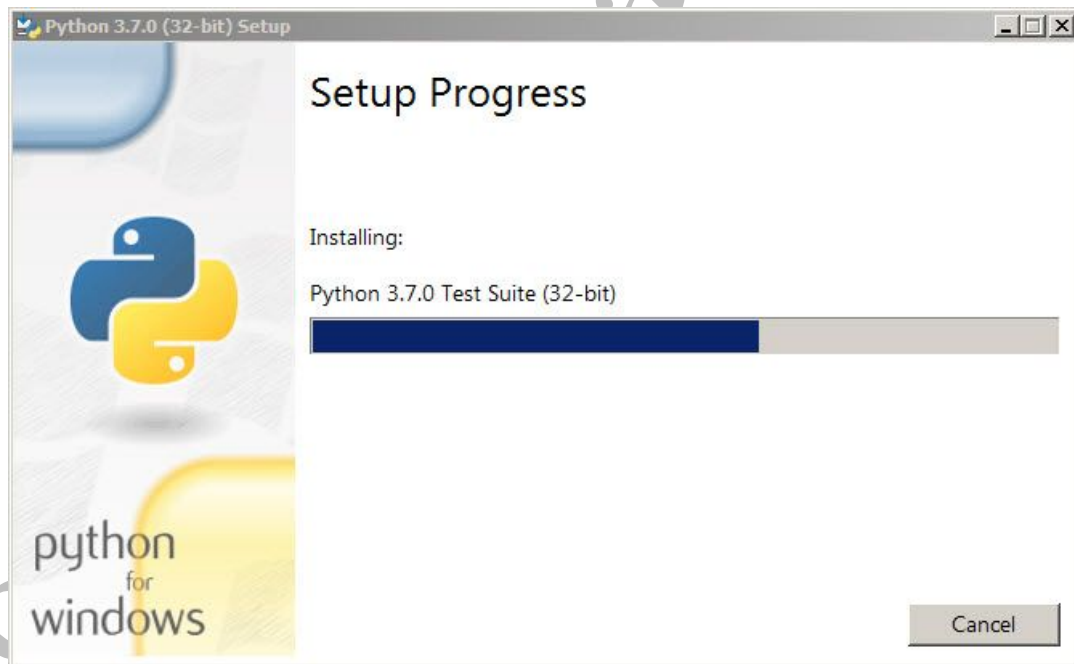 Python 3.7.0 (32-bit) Setup
Setup Progress
Installing:
Python 3.7.0 Test Suite (32-bit)
python
for
windows
Cancel